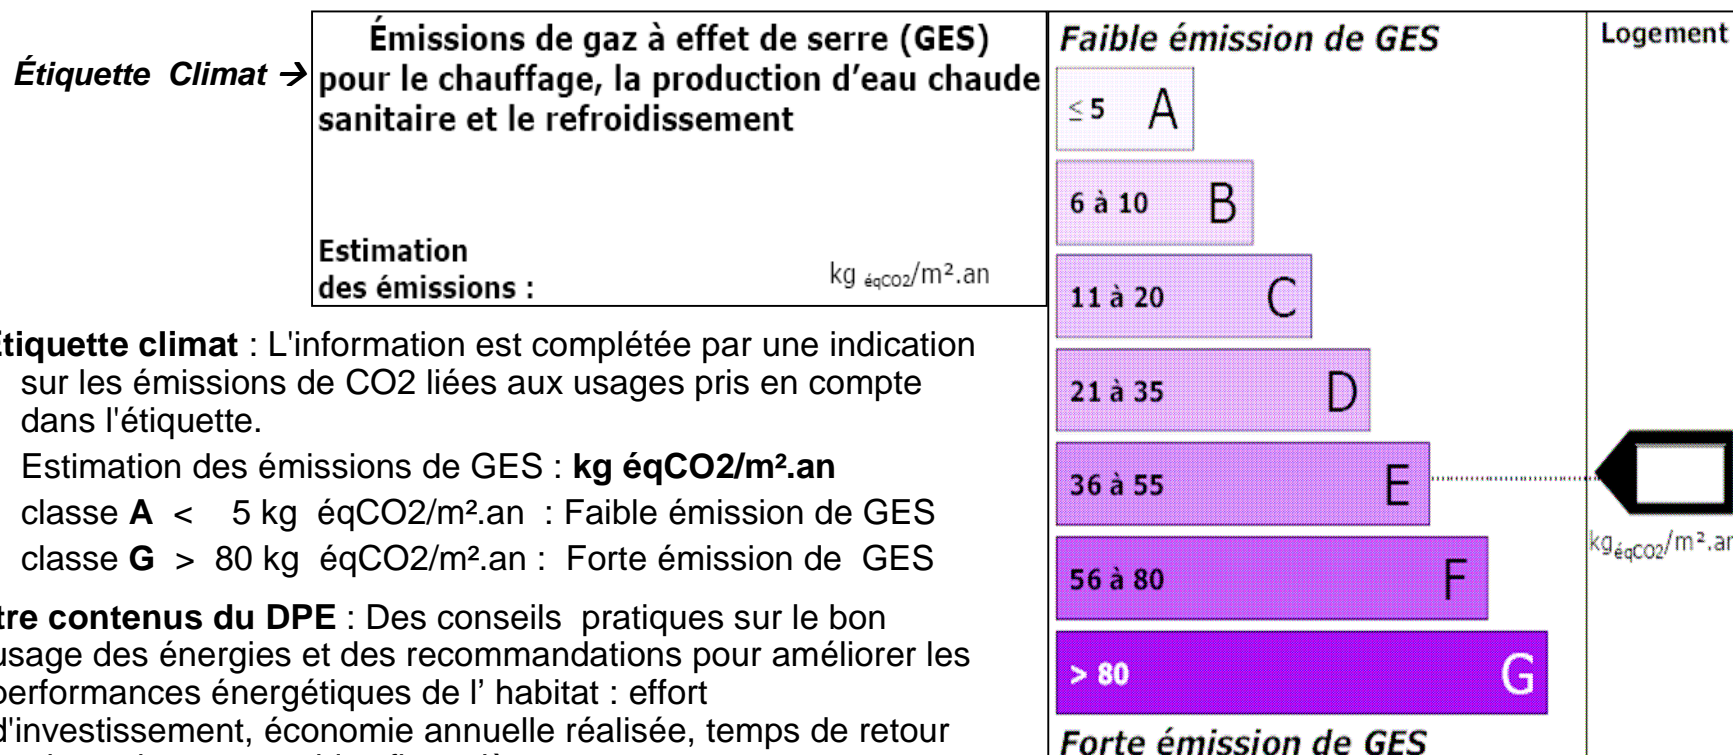 Étiquette Climat →
Émissions de gaz à effet de serre (GES)
pour le chauffage, la production d'eau chaude
sanitaire et le refroidissement
Estimation
des émissions :
kg éqCO2/m².an
Étiquette climat : L'information est complétée par une indication
sur les émissions de CO2 liées aux usages pris en compte
dans l'étiquette.
Estimation des émissions de GES : kg éqCO2/m².an
classe A < 5 kg éqCO2/m².an : Faible émission de GES
classe G > 80 kg éqCO2/m².an : Forte émission de GES
tre contenus du DPE : Des conseils pratiques sur le bon
usage des énergies et des recommandations pour améliorer les
performances énergétiques de l' habitat : effort
d'investissement, économie annuelle réalisée, temps de retour
Faible émission de GES
≤ 5 A
6 à 10 B
11 à 20 C
21 à 35 D
36 à 55 E
56 à 80 F
> 80 G
Forte émission de GES
Logement
kgéqCO2/m².an